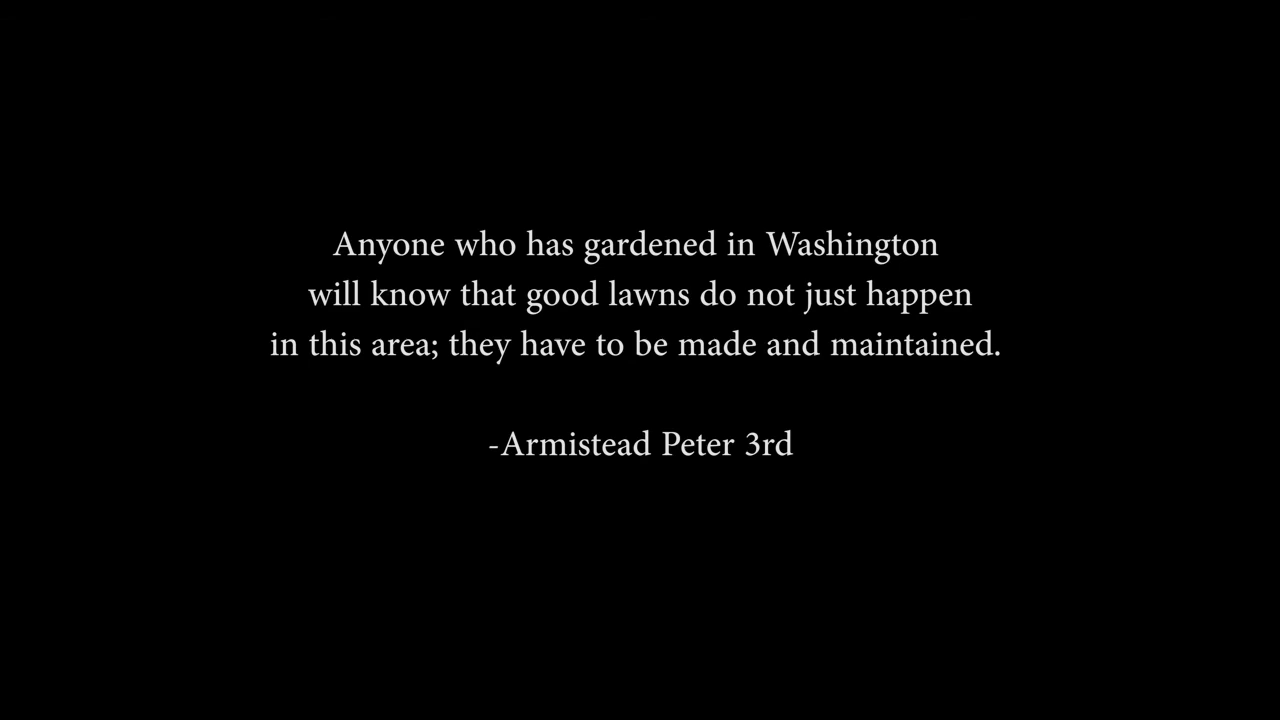 Anyone who has gardened in Washington
will know that good lawns do not just happen
in this area; they have to be made and maintained.
-Armistead Peter 3rd